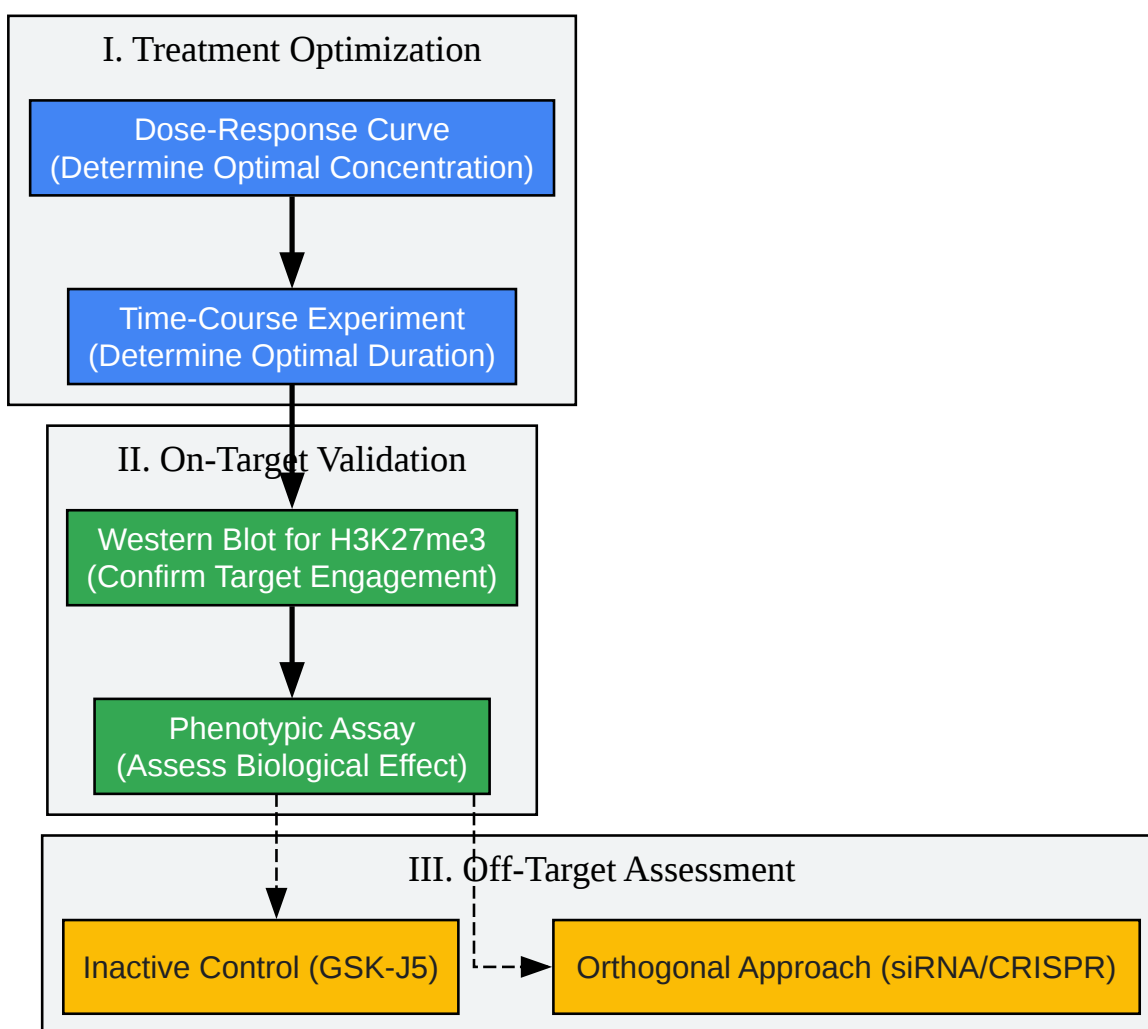 I. Treatment Optimization
Dose-Response Curve
(Determine Optimal Concentration)
Time-Course Experiment
(Determine Optimal Duration)
II. On-Target Validation
Western Blot for H3K27me3
(Confirm Target Engagement)
Phenotypic Assay
(Assess Biological Effect)
III. Off-Target Assessment
Inactive Control (GSK-J5)
Orthogonal Approach (siRNA/CRISPR)